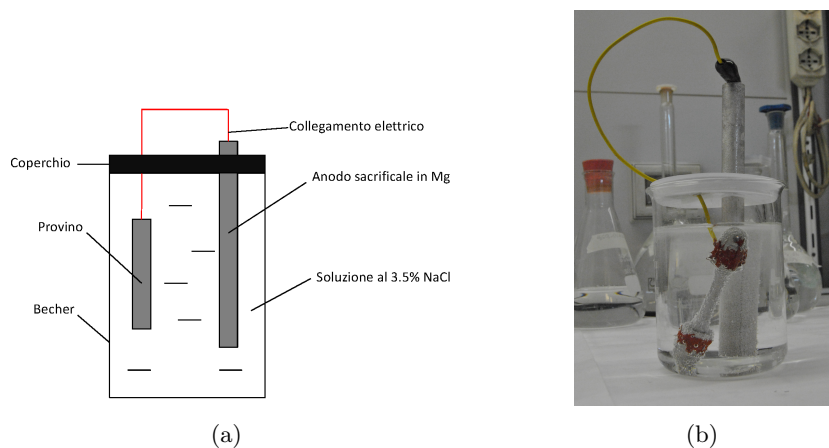 Collegamento elettrico
Coperchio
Anodo sacrificale in Mg
Provino
Soluzione al 3.5% NaCl
Becher
(a)
(b)